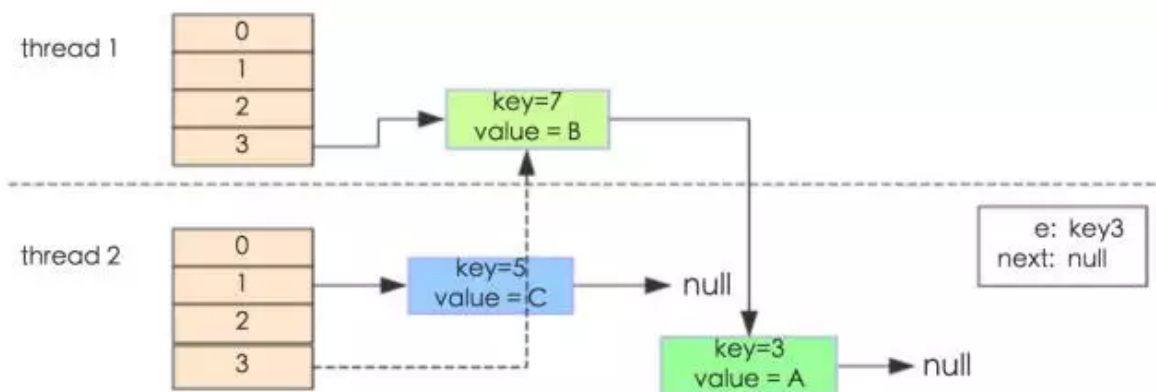 thread 1
0
1
2
3
key=7
value = B
thread 2
0
1
2
3
key=5
value = C
null
e: key3
next: null
key=3
value = A
null